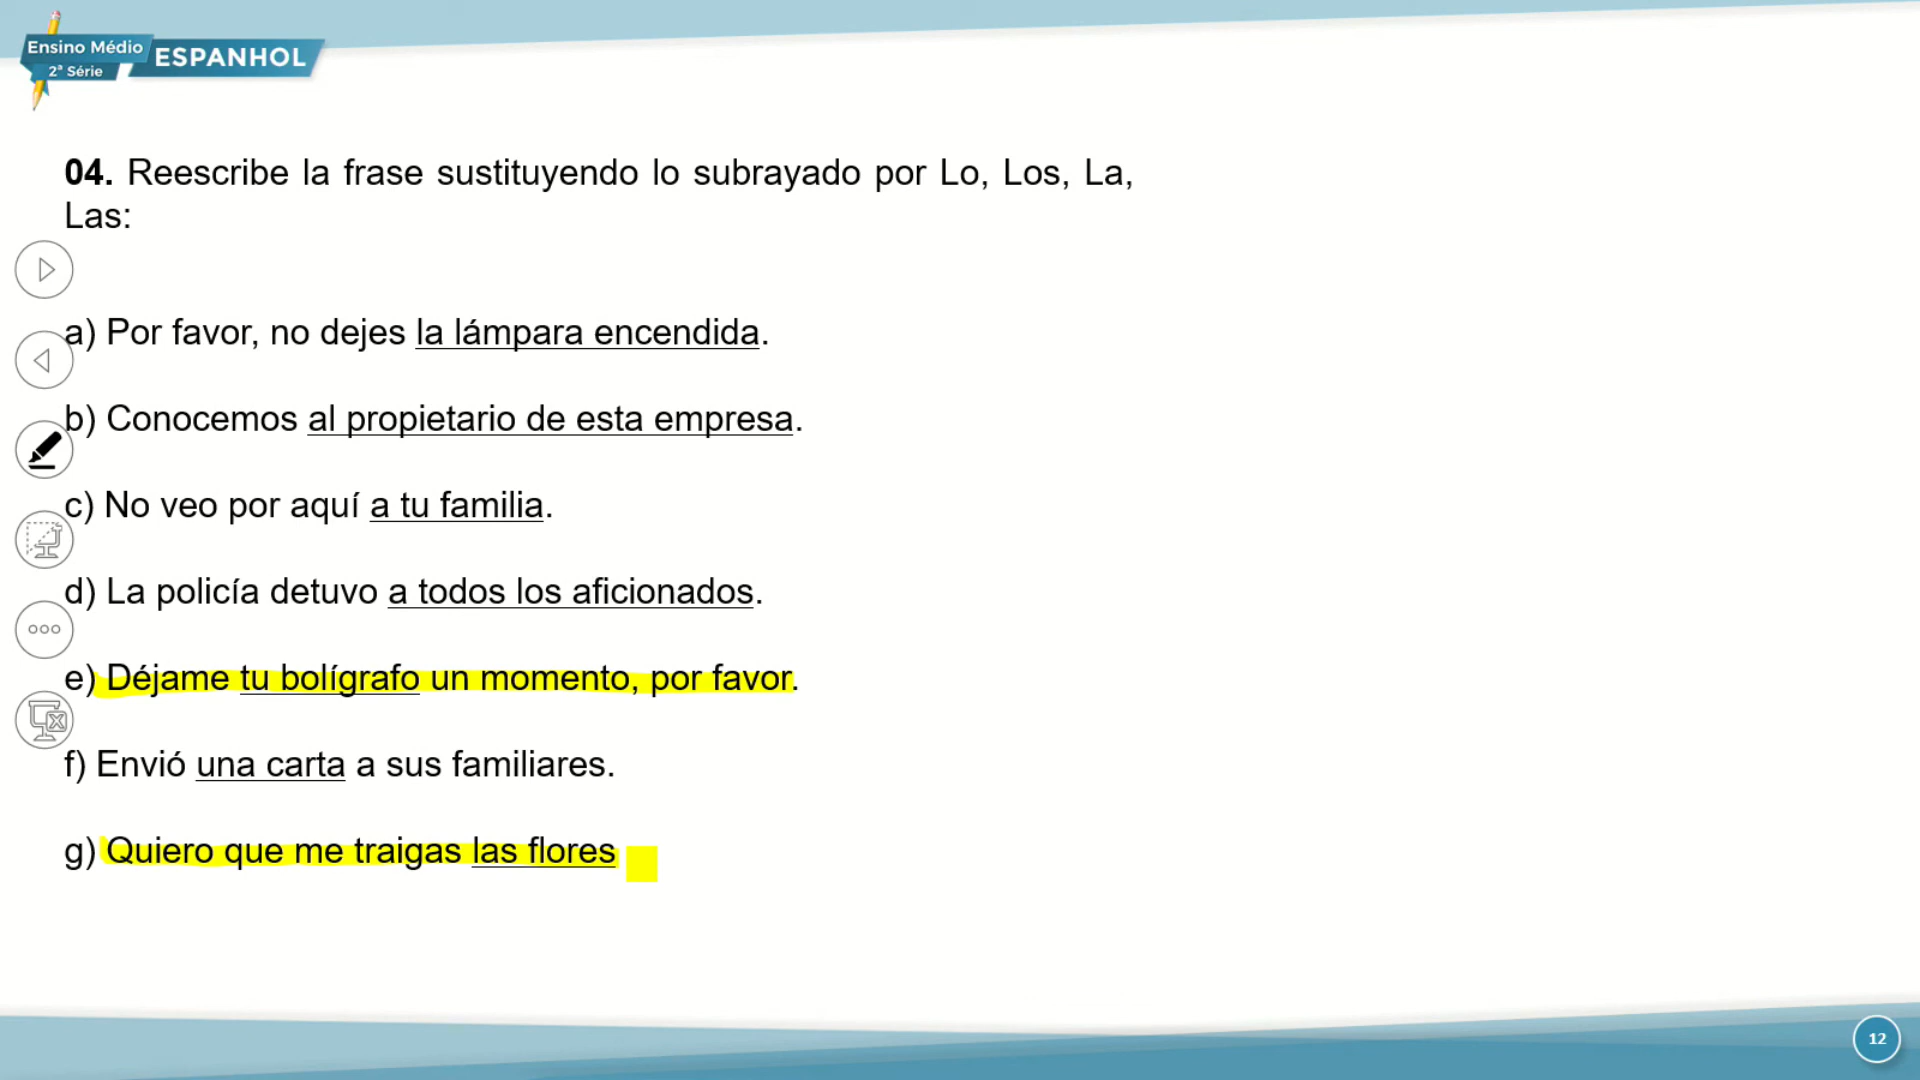 Ensino Médio
2ª Série
ESPANHOL
04. Reescribe la frase sustituyendo lo subrayado por Lo, Los, La,
Las:
a) Por favor, no dejes la lámpara encendida.
b) Conocemos al propietario de esta empresa.
c) No veo por aquí a tu familia.
d) La policía detuvo a todos los aficionados.
e) Déjame tu bolígrafo un momento, por favor.
f) Envió una carta a sus familiares.
g) Quiero que me traigas las flores
12